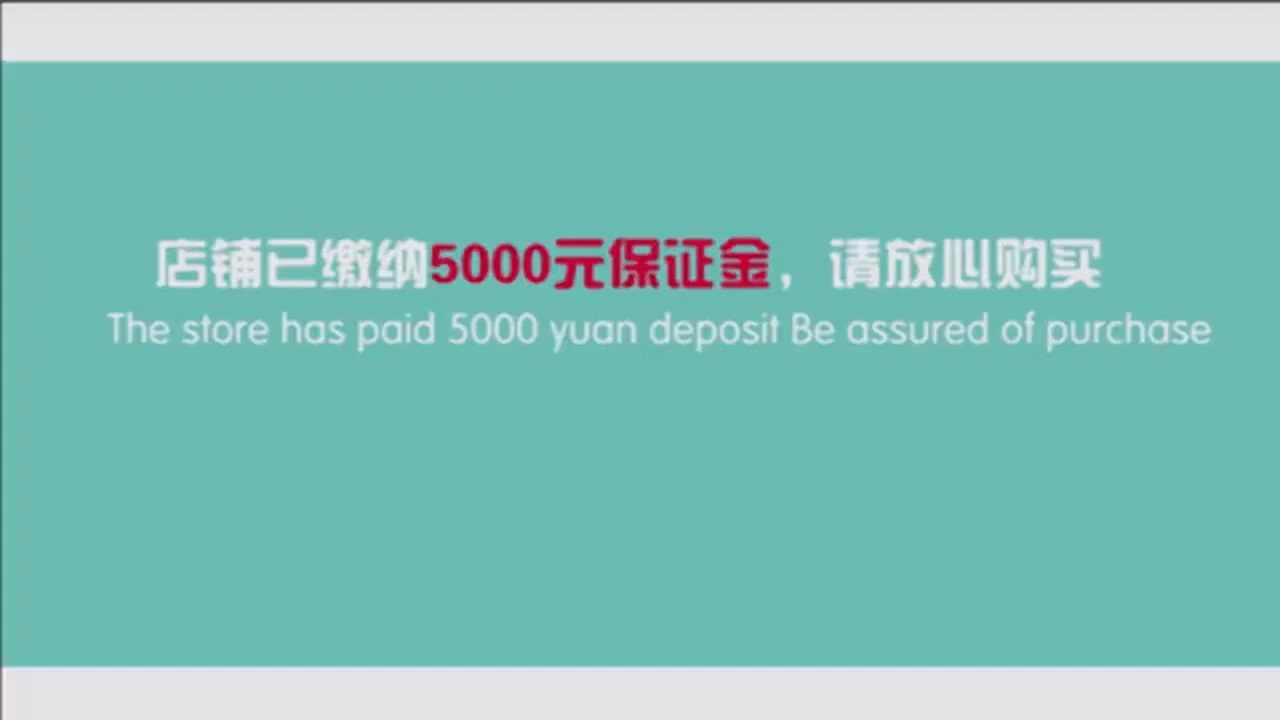 店铺已缴纳5000元保证金，请放心购买
The store has paid 5000 yuan deposit Be assured of purchase